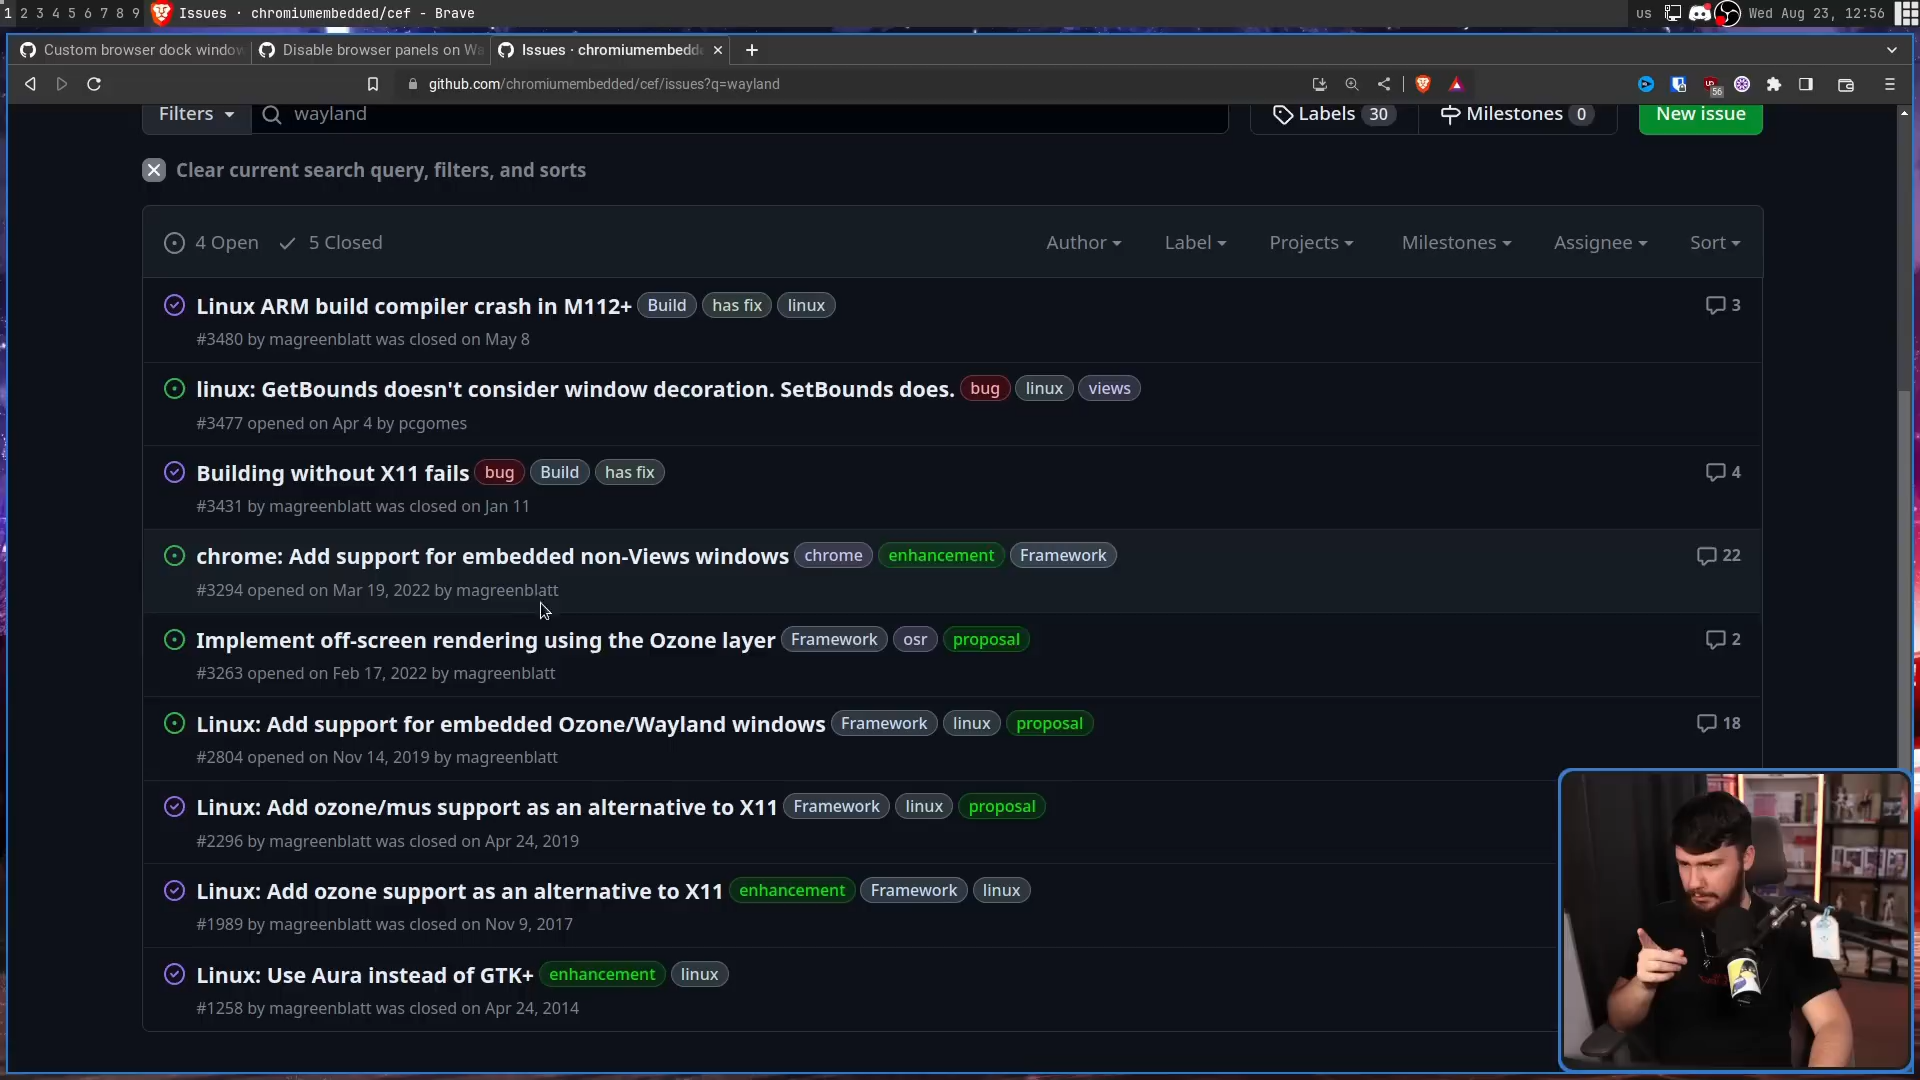 1 2 3 4 5 6 7 8 9 Issues · chromiumembedded/cef - Brave us Wed Aug 23, 12:56
Custom browser dock window Disable browser panels on Wa Issues · chromiumembedde
github.com/chromiumembedded/cef/issues?q=wayland 56
Filters wayland Labels 30 Milestones 0 New issue
Clear current search query, filters, and sorts
4 Open 5 Closed Author Label Projects Milestones Assignee Sort
Linux ARM build compiler crash in M112+ Build has fix linux 3
#3480 by magreenblatt was closed on May 8
linux: GetBounds doesn't consider window decoration. SetBounds does. bug linux views
#3477 opened on Apr 4 by pcgomes
Building without X11 fails bug Build has fix 4
#3431 by magreenblatt was closed on Jan 11
chrome: Add support for embedded non-Views windows chrome enhancement Framework 22
#3294 opened on Mar 19, 2022 by magreenblatt
Implement off-screen rendering using the Ozone layer Framework osr proposal 2
#3263 opened on Feb 17, 2022 by magreenblatt
Linux: Add support for embedded Ozone/Wayland windows Framework linux proposal 18
#2804 opened on Nov 14, 2019 by magreenblatt
Linux: Add ozone/mus support as an alternative to X11 Framework linux proposal
#2296 by magreenblatt was closed on Apr 24, 2019
Linux: Add ozone support as an alternative to X11 enhancement Framework linux
#1989 by magreenblatt was closed on Nov 9, 2017
Linux: Use Aura instead of GTK+ enhancement linux
#1258 by magreenblatt was closed on Apr 24, 2014